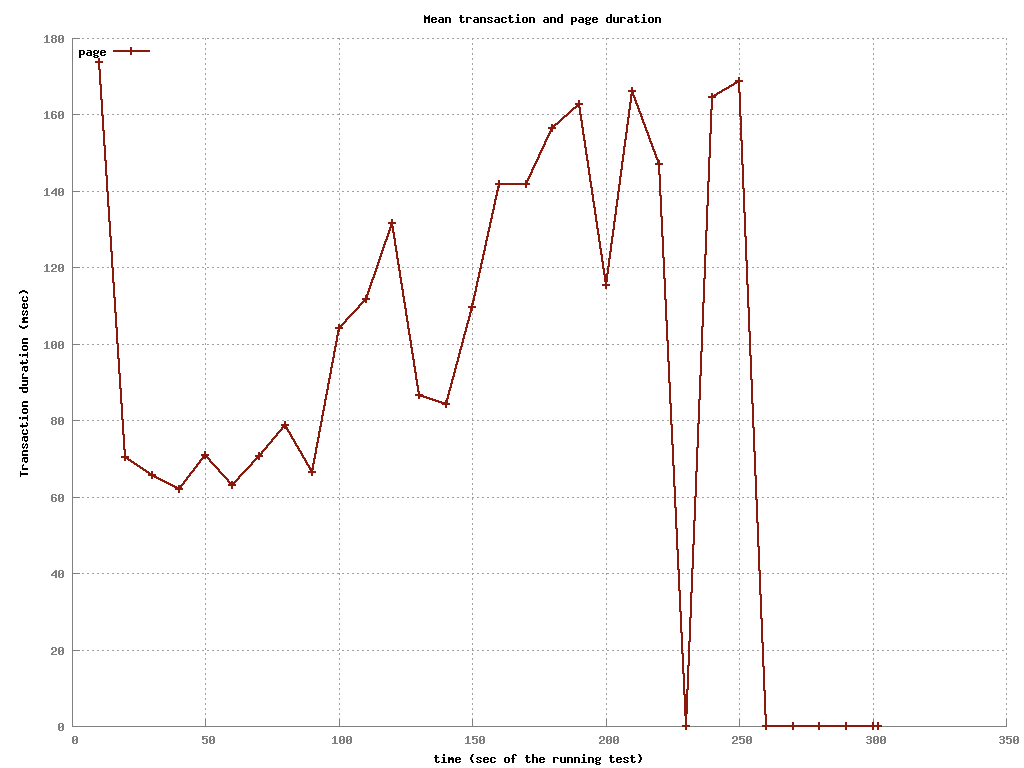 Mean transaction and page duration
page
180
160
140
120
100
80
60
40
20
0
0 50 100 150 200 250 300 350
Transaction duration (msec)
time (sec of the running test)